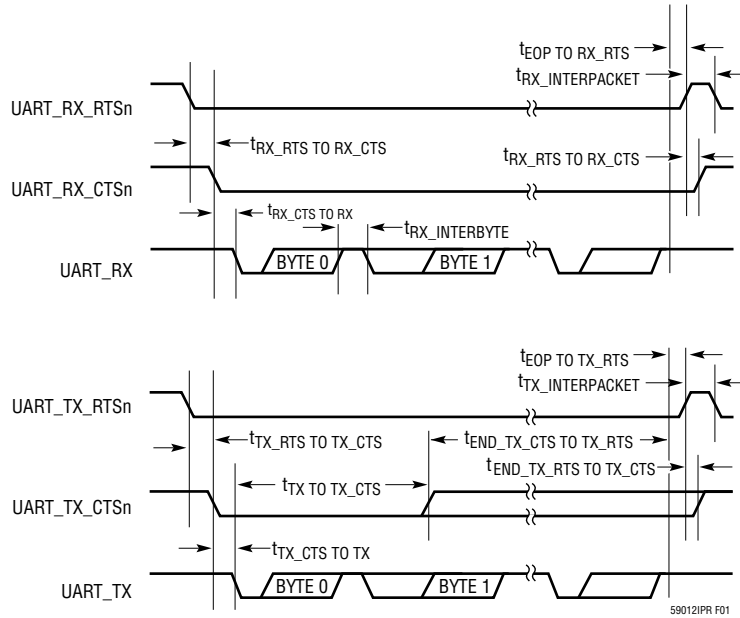 tEOP TO RX_RTS
tRX_INTERPACKET
UART_RX_RTSn
tRX_RTS TO RX_CTS
tRX_RTS TO RX_CTS
UART_RX_CTSn
tRX_CTS TO RX
tRX_INTERBYTE
UART_RX
BYTE 0
BYTE 1
tEOP TO TX_RTS
tTX_INTERPACKET
UART_TX_RTSn
tTX_RTS TO TX_CTS
tEND_TX_CTS TO TX_RTS
tEND_TX_RTS TO TX_CTS
tTX TO TX_CTS
UART_TX_CTSn
tTX_CTS TO TX
UART_TX
BYTE 0
BYTE 1
59012IPR F01